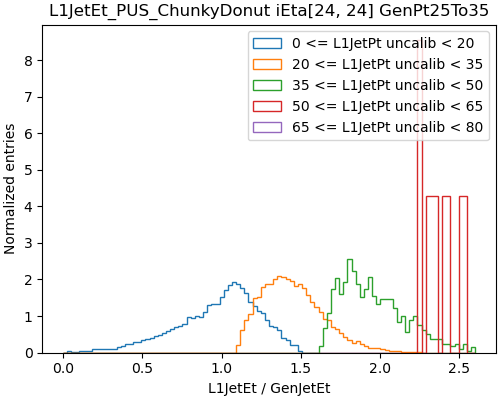 L1JetEt_PUS_ChunkyDonut iEta[24, 24] GenPt25To35
0 <= L1JetPt uncalib < 20
20 <= L1JetPt uncalib < 35
35 <= L1JetPt uncalib < 50
50 <= L1JetPt uncalib < 65
65 <= L1JetPt uncalib < 80
Normalized entries
8
7
6
5
4
3
2
1
0
0.0 0.5 1.0 1.5 2.0 2.5
L1JetEt / GenJetEt